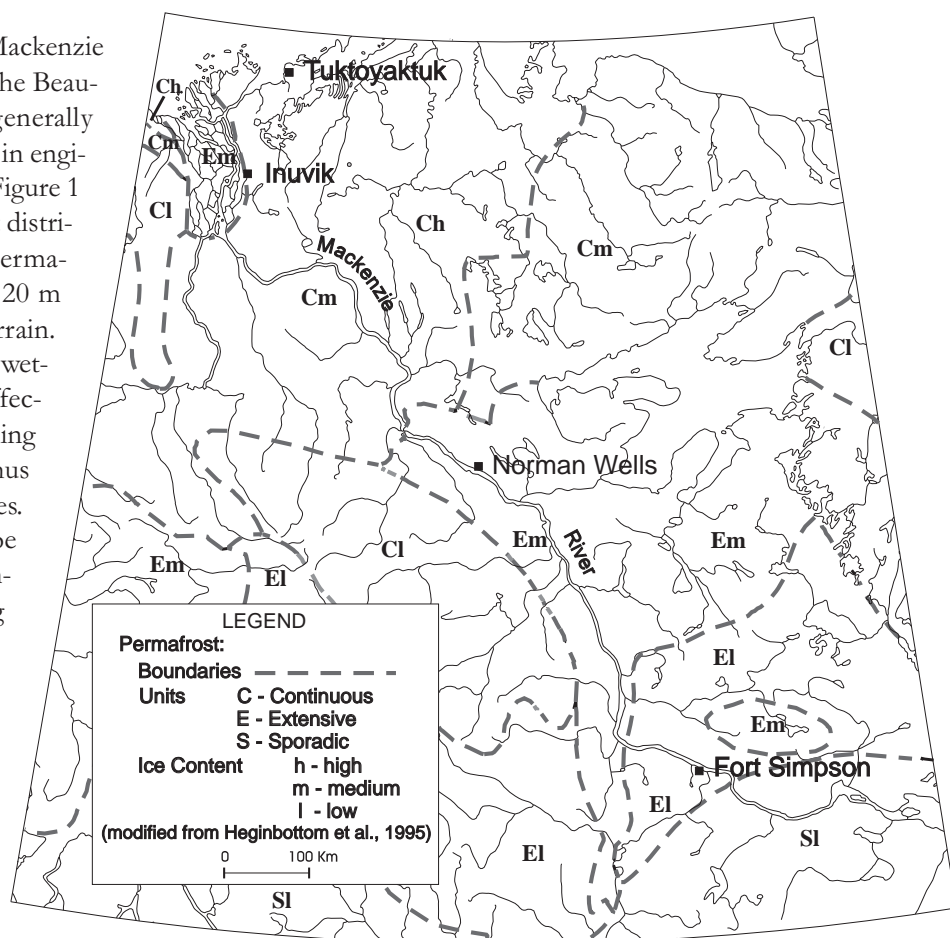 Mackenzie
he Beau-
generally
in engi-
Figure 1
distri-
erma-
20 m
rrain.
wet-
ffec-
ing
nus
es.
be
n-
g
Tuktoyaktuk
Ch
Cm
Em
Inuvik
Cl
Ch
Cm
Mackenzie
Cm
Cl
Norman Wells
Em
River
Em
Cl
Em
El
El
Em
Fort Simpson
El
Sl
El
Sl
LEGEND
Permafrost:
Boundaries
Units C - Continuous
E - Extensive
S - Sporadic
Ice Content h - high
m - medium
l - low
(modified from Heginbottom et al., 1995)
0 100 Km